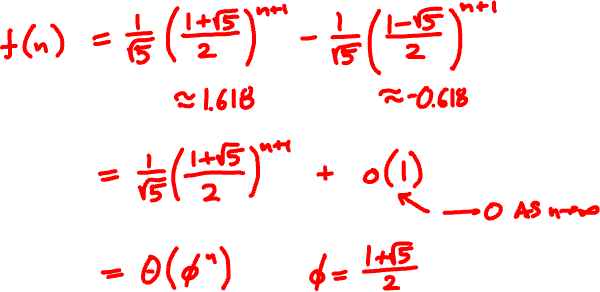 f(n) = 1/√5 ((1+√5)/2)^{n+1} - 1/√5 ((1-√5)/2)^{n+1}
≈1.618 ≈-0.618
= 1/√5 ((1+√5)/2)^{n+1} + o(1)
→ 0 AS n→∞
= Θ(φ^n) φ = (1+√5)/2